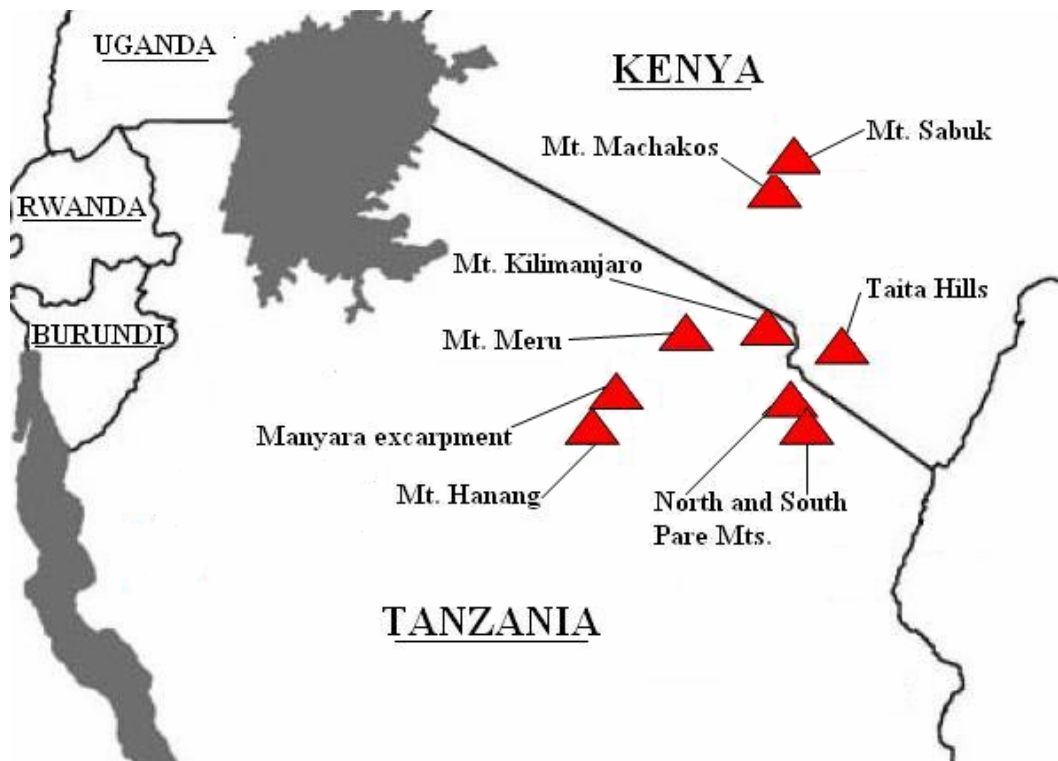 UGANDA
KENYA
Mt. Sabuk
Mt. Machakos
RWANDA
Mt. Kilimanjaro
Taita Hills
BURUNDI
Mt. Meru
Manyara excarpment
Mt. Hanang
North and South
Pare Mts.
TANZANIA